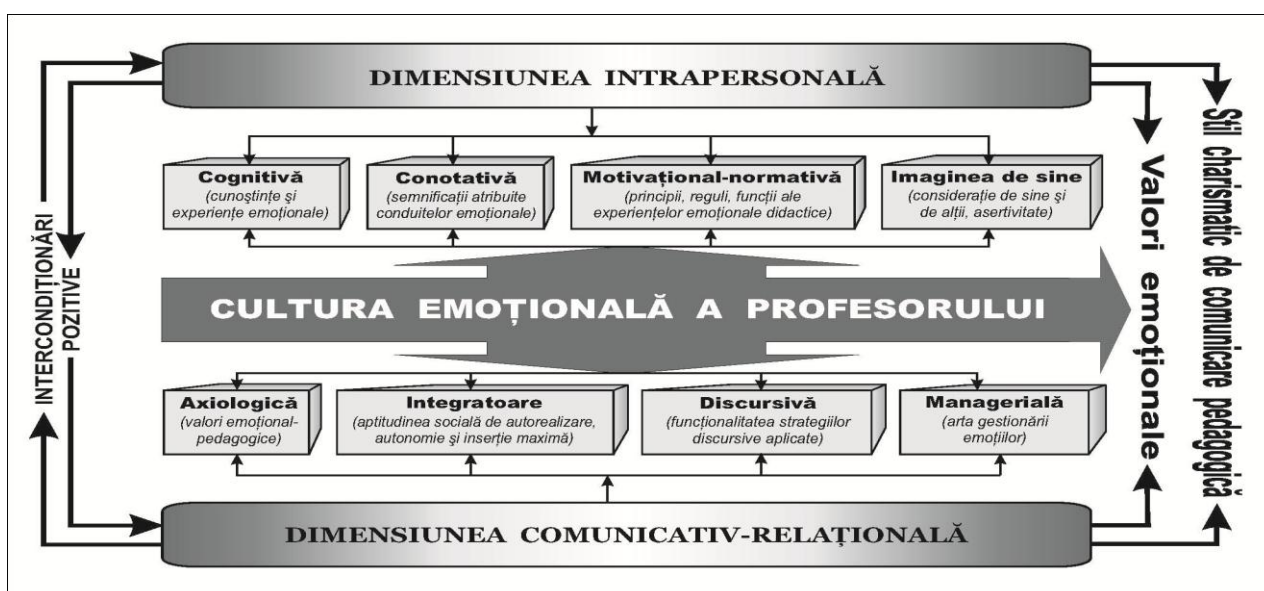 DIMENSIUNEA INTRAPERSONALĂ
Cognitivă
(cunoștințe și
experiențe emoționale)
Conotativă
(semnificații atribuite
conduitelor emoționale)
Motivațional-normativă
(principii, reguli, funcții ale
experiențelor emoționale didactice)
Imaginea de sine
(considerație de sine și
de alții, asertivitate)
INTERCONDIȚIONĂRI
POZITIVE
CULTURA EMOȚIONALĂ A PROFESORULUI
Valori emoționale
Stil charismatic de comunicare pedagogică
Axiologică
(valori emoțional-
pedagogice)
Integratoare
(aptitudinea socială de autorealizare,
autonomie și inserție maximă)
Discursivă
(funcționalitatea strategiilor
discursive aplicate)
Managerială
(arta gestionării
emoțiilor)
DIMENSIUNEA COMUNICATIV-RELAȚIONALĂ